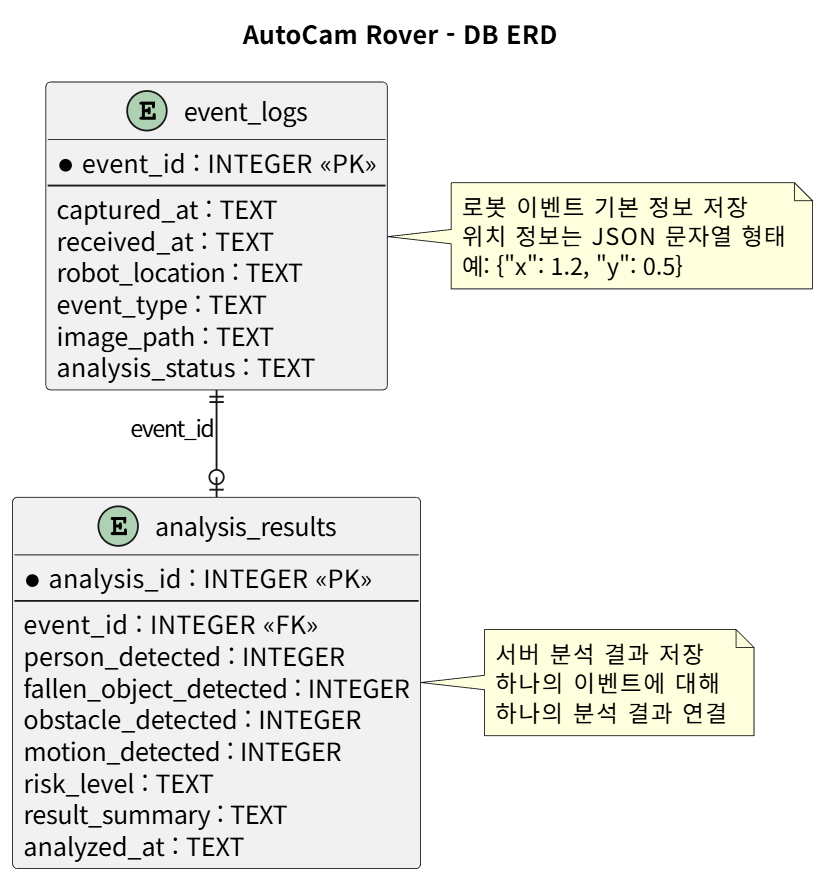 AutoCam Rover - DB ERD
E event_logs
● event_id : INTEGER «PK»
captured_at : TEXT
received_at : TEXT
robot_location : TEXT
event_type : TEXT
image_path : TEXT
analysis_status : TEXT
로봇 이벤트 기본 정보 저장
위치 정보는 JSON 문자열 형태
예: {"x": 1.2, "y": 0.5}
event_id
E analysis_results
● analysis_id : INTEGER «PK»
event_id : INTEGER «FK»
person_detected : INTEGER
fallen_object_detected : INTEGER
obstacle_detected : INTEGER
motion_detected : INTEGER
risk_level : TEXT
result_summary : TEXT
analyzed_at : TEXT
서버 분석 결과 저장
하나의 이벤트에 대해
하나의 분석 결과 연결